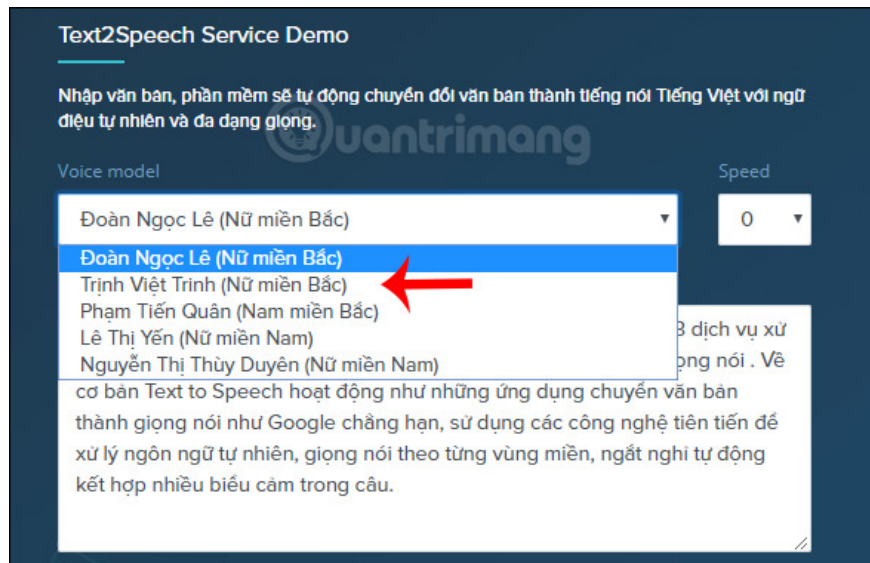 Text2Speech Service Demo
Nhập văn bản, phần mềm sẽ tự động chuyển đổi văn bản thành tiếng nói Tiếng Việt với ngữ
điệu tự nhiên và đa dạng giọng.
Quantrimang
Voice model
Speed
Đoàn Ngọc Lê (Nữ miền Bắc)
0
Đoàn Ngọc Lê (Nữ miền Bắc)
Trịnh Việt Trinh (Nữ miền Bắc)
Phạm Tiến Quân (Nam miền Bắc)
Lê Thị Yến (Nữ miền Nam)
Nguyễn Thị Thùy Duyên (Nữ miền Nam)
3 dịch vụ xử
ọng nói . Về
cơ bản Text to Speech hoạt động như những ứng dụng chuyển văn bản
thành giọng nói như Google chẳng hạn, sử dụng các công nghệ tiên tiến để
xử lý ngôn ngữ tự nhiên, giọng nói theo từng vùng miền, ngắt nghỉ tự động
kết hợp nhiều biểu cảm trong câu.